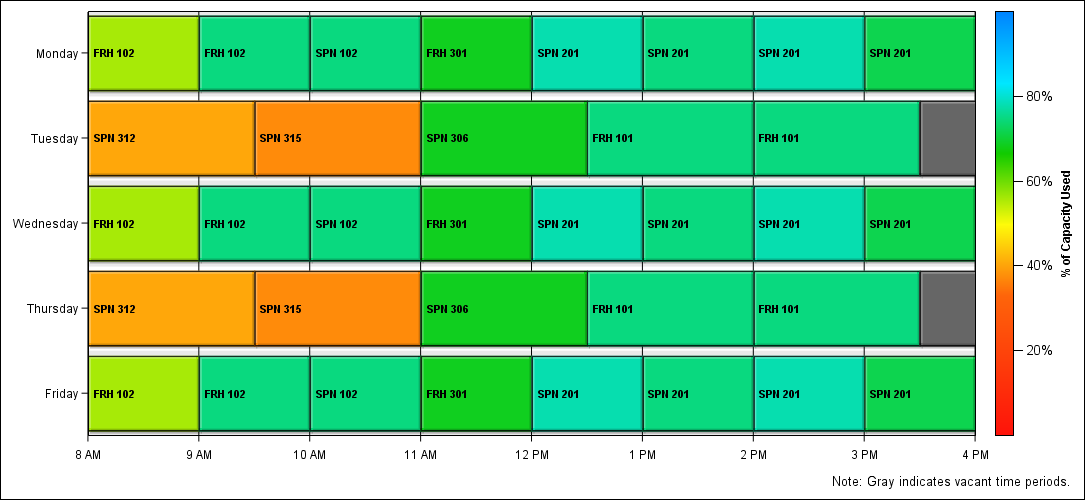 Monday
FRH 102
FRH 102
SPN 102
FRH 301
SPN 201
SPN 201
SPN 201
SPN 201
Tuesday
SPN 312
SPN 315
SPN 306
FRH 101
FRH 101
Wednesday
FRH 102
FRH 102
SPN 102
FRH 301
SPN 201
SPN 201
SPN 201
SPN 201
Thursday
SPN 312
SPN 315
SPN 306
FRH 101
FRH 101
Friday
FRH 102
FRH 102
SPN 102
FRH 301
SPN 201
SPN 201
SPN 201
SPN 201
8 AM
9 AM
10 AM
11 AM
12 PM
1 PM
2 PM
3 PM
4 PM
80%
60%
40%
20%
% of Capacity Used
Note: Gray indicates vacant time periods.